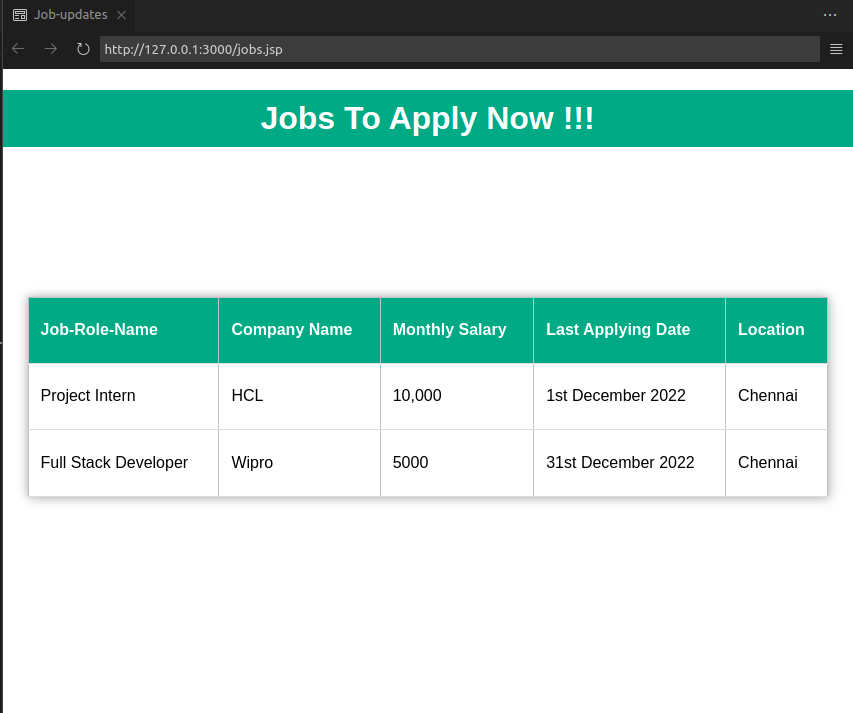 Job-updates
http://127.0.0.1:3000/jobs.jsp
Jobs To Apply Now !!!
Job-Role-Name Company Name Monthly Salary Last Applying Date Location
Project Intern HCL 10,000 1st December 2022 Chennai
Full Stack Developer Wipro 5000 31st December 2022 Chennai